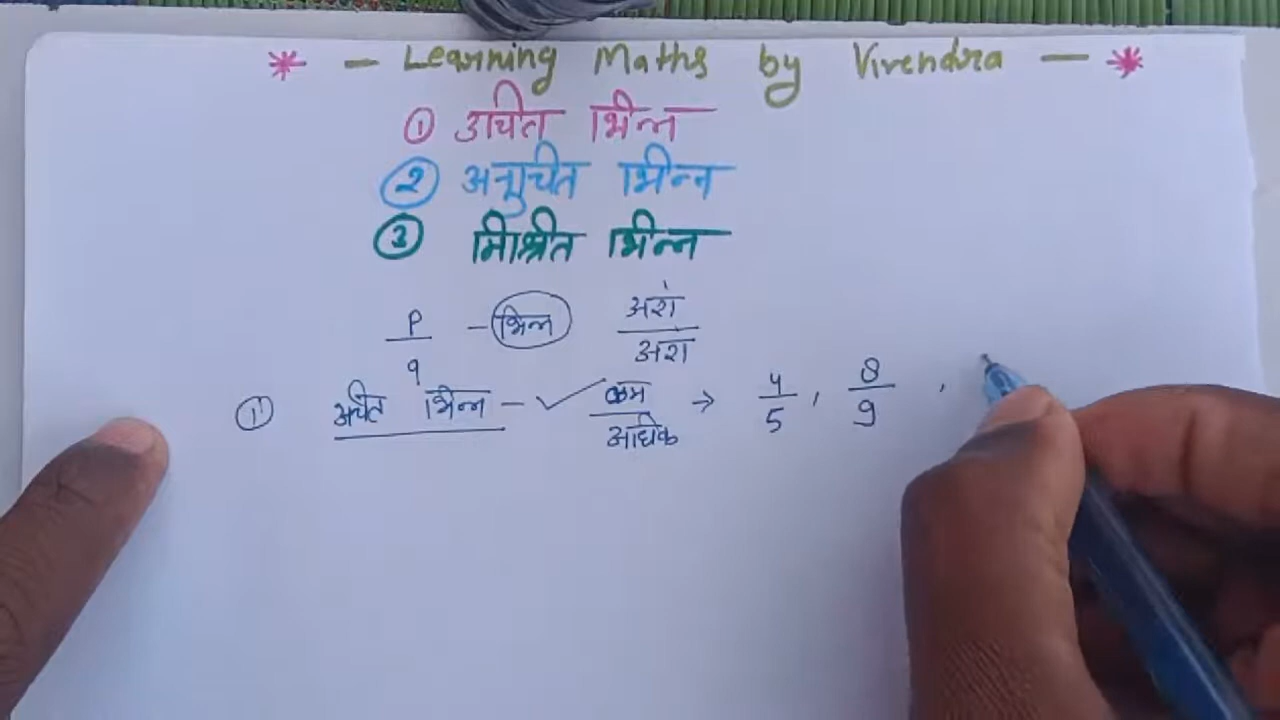 * - Learning Maths by Virendra - *
① उचित भिन्न
② अनुचित भिन्न
③ मिश्रित भिन्न
P/q - भिन्न अंश/
① उचित भिन्न - ✓ कम/अधिक → 4/5, 8/9,